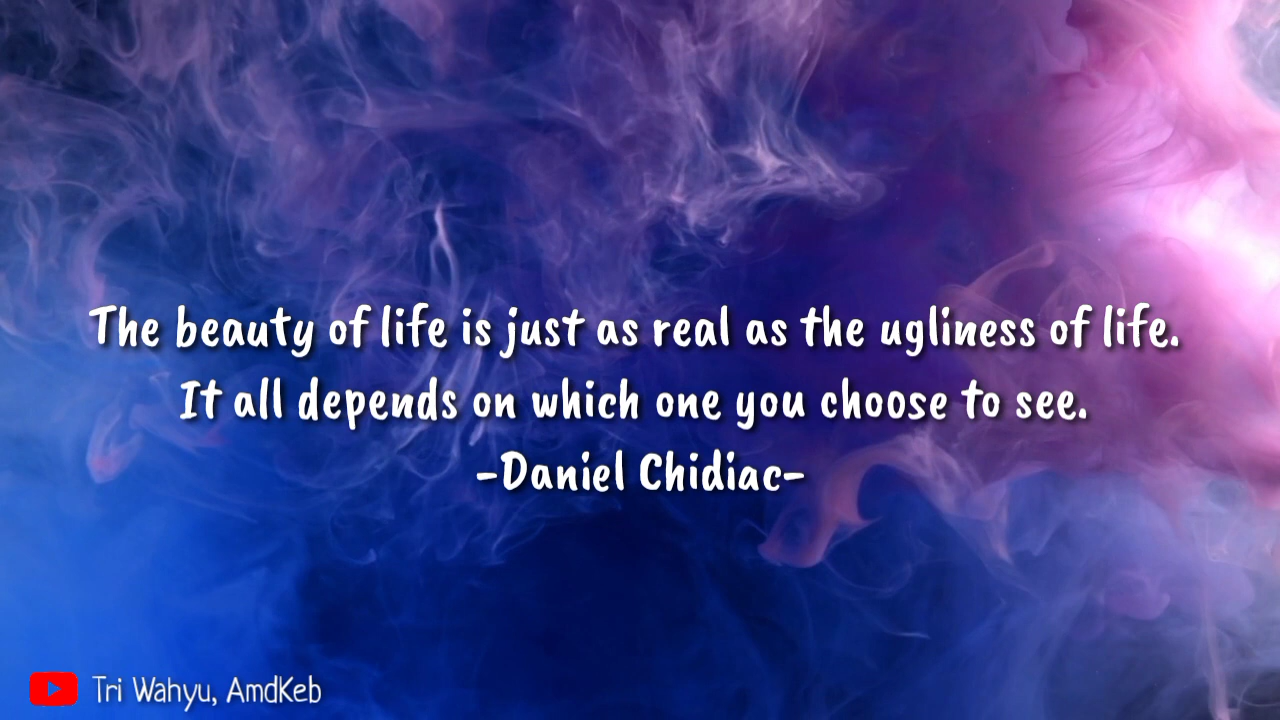 The beauty of life is just as real as the ugliness of life.
It all depends on which one you choose to see.
-Daniel Chidiac-
Tri Wahyu, AmdKeb